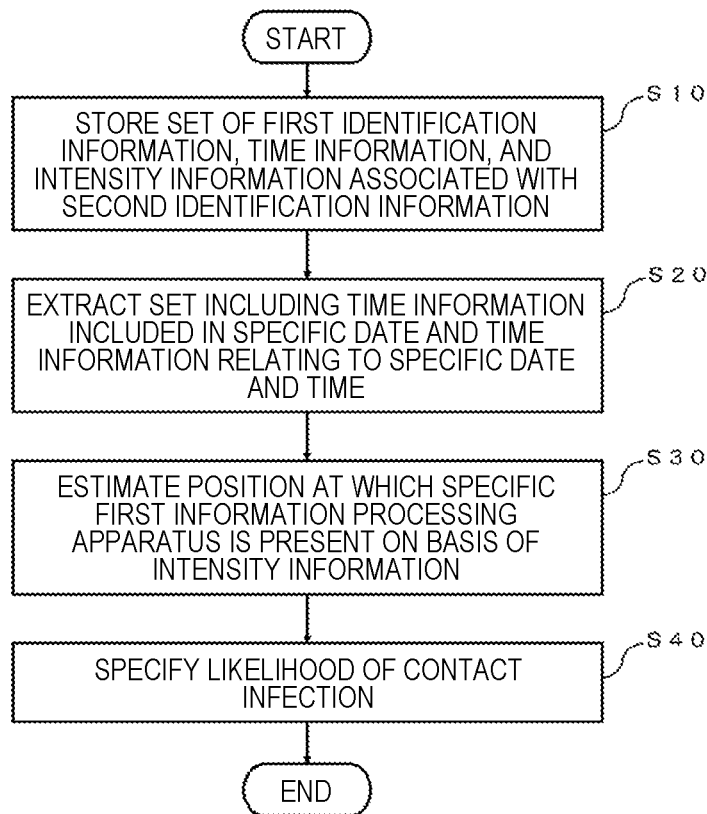 START
S10
STORE SET OF FIRST IDENTIFICATION
INFORMATION, TIME INFORMATION, AND
INTENSITY INFORMATION ASSOCIATED WITH
SECOND IDENTIFICATION INFORMATION
S20
EXTRACT SET INCLUDING TIME INFORMATION
INCLUDED IN SPECIFIC DATE AND TIME
INFORMATION RELATING TO SPECIFIC DATE
AND TIME
S30
ESTIMATE POSITION AT WHICH SPECIFIC
FIRST INFORMATION PROCESSING
APPARATUS IS PRESENT ON BASIS OF
INTENSITY INFORMATION
S40
SPECIFY LIKELIHOOD OF CONTACT
INFECTION
END